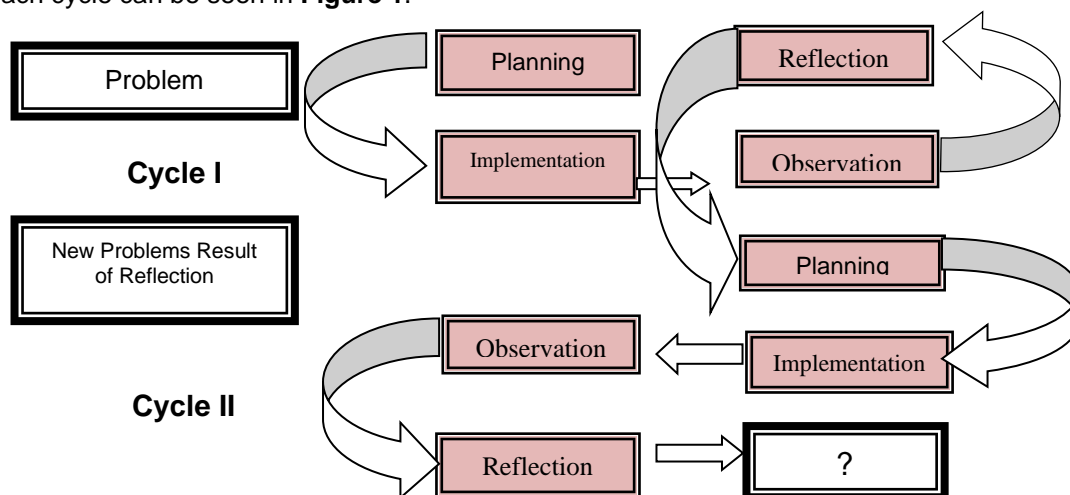 ach cycle can be seen in Figure 1.
Problem
Planning
Reflection
Cycle I
Implementation
Observation
New Problems Result
of Reflection
Planning
Observation
Implementation
Cycle II
Reflection
?